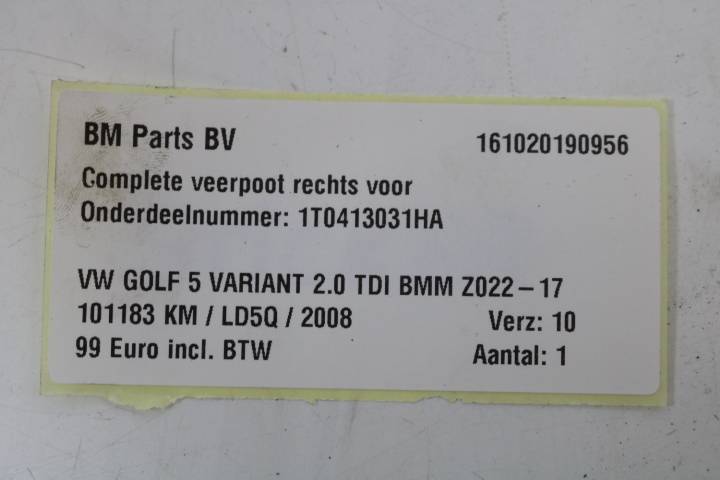 BM Parts BV 161020190956
Complete veerpoot rechts voor
Onderdeelnummer: 1T0413031HA
VW GOLF 5 VARIANT 2.0 TDI BMM Z022-17
101183 KM / LD5Q / 2008 Verz: 10
99 Euro incl. BTW Aantal: 1